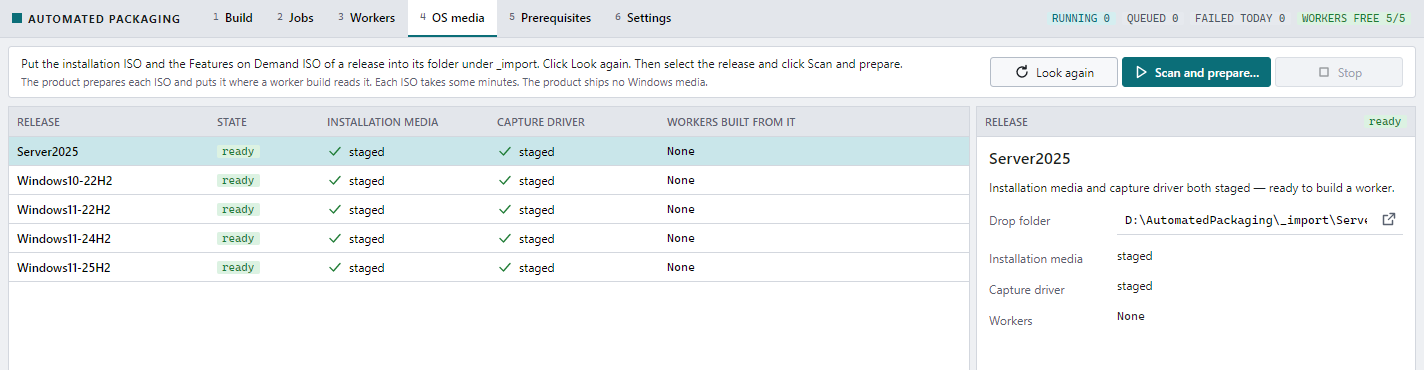 AUTOMATED PACKAGING 1 Build 2 Jobs 3 Workers 4 OS media 5 Prerequisites 6 Settings RUNNING 0 QUEUED 0 FAILED TODAY 0 WORKERS FREE 5/5
Put the installation ISO and the Features on Demand ISO of a release into its folder under _import. Click Look again. Then select the release and click Scan and prepare.
The product prepares each ISO and puts it where a worker build reads it. Each ISO takes some minutes. The product ships no Windows media.
Look again Scan and prepare... Stop
RELEASE STATE INSTALLATION MEDIA CAPTURE DRIVER WORKERS BUILT FROM IT
Server2025 ready staged staged None
Windows10-22H2 ready staged staged None
Windows11-22H2 ready staged staged None
Windows11-24H2 ready staged staged None
Windows11-25H2 ready staged staged None
RELEASE ready
Server2025
Installation media and capture driver both staged — ready to build a worker.
Drop folder D:\AutomatedPackaging\_import\Serve
Installation media staged
Capture driver staged
Workers None